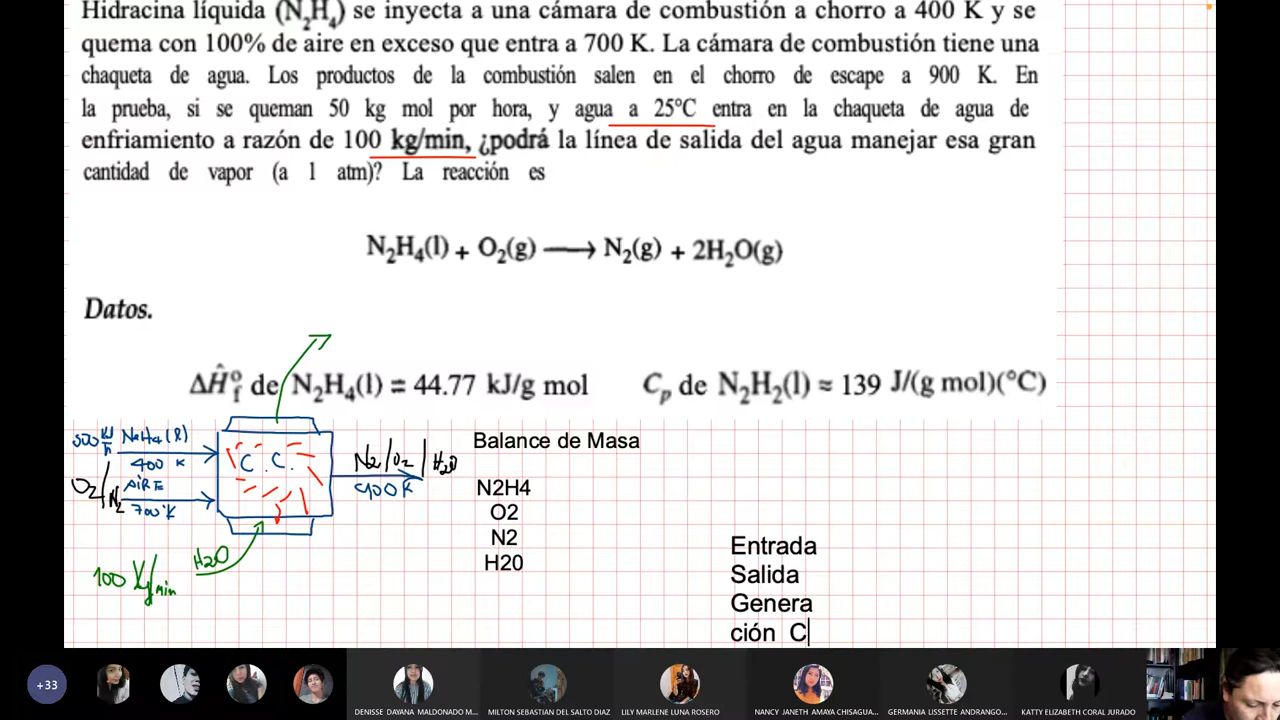 Hidracina líquida (N₂H₄) se inyecta a una cámara de combustión a chorro a 400 K y se
quema con 100% de aire en exceso que entra a 700 K. La cámara de combustión tiene una
chaqueta de agua. Los productos de la combustión salen en el chorro de escape a 900 K. En
la prueba, si se queman 50 kg mol por hora, y agua a 25°C entra en la chaqueta de agua de
enfriamiento a razón de 100 kg/min, ¿podrá la línea de salida del agua manejar esa gran
cantidad de vapor (a 1 atm)? La reacción es
N₂H₄(l) + O₂(g) ⟶ N₂(g) + 2H₂O(g)
Datos.
ΔĤ°f de N₂H₄(l) = 44.77 kJ/g mol
Cp de N₂H₂(l) ≈ 139 J/(g mol)(°C)
N2H4(l)
400 K
O2/N2
AIRE
700 K
C.C.
N2/O2/H2O
900 K
H2O
100 Kg/min
Balance de Masa
N2H4
O2
N2
H20
Entrada
Salida
Genera
ción C
+33
DENISSE DAYANA MALDONADO M...
MILTON SEBASTIAN DEL SALTO DIAZ
LILY MARLENE LUNA ROSERO
NANCY JANETH AMAYA CHISAGUA...
GERMANIA LISSETTE ANDRANGO...
KATTY ELIZABETH CORAL JURADO